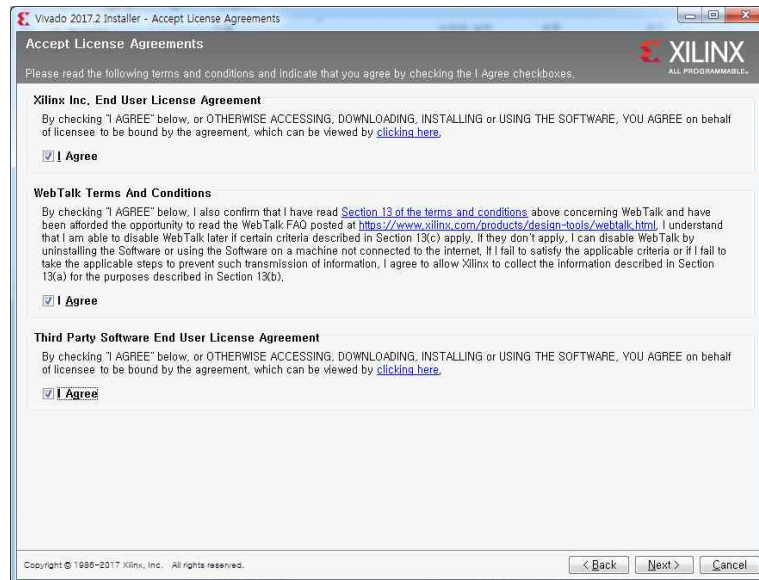 Vivado 2017.2 Installer - Accept License Agreements
Accept License Agreements
Please read the following terms and conditions and indicate that you agree by checking the I Agree checkboxes.
XILINX
ALL PROGRAMMABLE.
Xilinx Inc. End User License Agreement
By checking "I AGREE" below, or OTHERWISE ACCESSING, DOWNLOADING, INSTALLING or USING THE SOFTWARE, YOU AGREE on behalf
of licensee to be bound by the agreement, which can be viewed by clicking here.
I Agree
WebTalk Terms And Conditions
By checking "I AGREE" below, I also confirm that I have read Section 13 of the terms and conditions above concerning WebTalk and have
been afforded the opportunity to read the WebTalk FAQ posted at https://www.xilinx.com/products/design-tools/webtalk.html. I understand
that I am able to disable WebTalk later if certain criteria described in Section 13(c) apply. If they don't apply, I can disable WebTalk by
uninstalling the Software or using the Software on a machine not connected to the internet. If I fail to satisfy the applicable criteria or if I fail to
take the applicable steps to prevent such transmission of information, I agree to allow Xilinx to collect the information described in Section
13(a) for the purposes described in Section 13(b).
I Agree
Third Party Software End User License Agreement
By checking "I AGREE" below, or OTHERWISE ACCESSING, DOWNLOADING, INSTALLING or USING THE SOFTWARE, YOU AGREE on behalf
of licensee to be bound by the agreement, which can be viewed by clicking here.
I Agree
Copyright © 1986-2017 Xilinx, Inc. All rights reserved.
< Back Next > Cancel